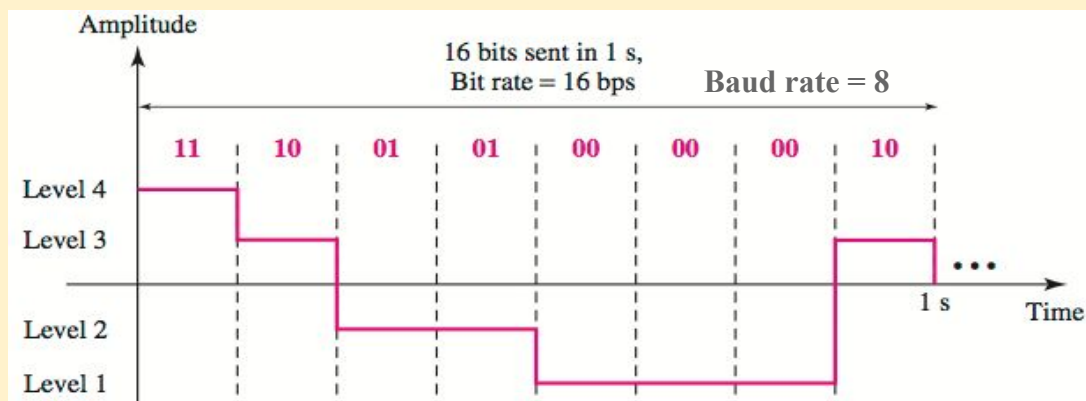 Amplitude
16 bits sent in 1 s,
Bit rate = 16 bps Baud rate = 8
11 10 01 01 00 00 00 10
Level 4
Level 3
•••
1 s
Time
Level 2
Level 1